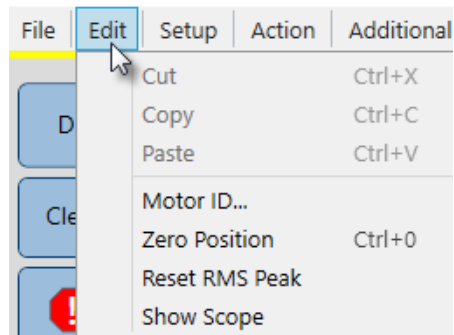 File Edit Setup Action Additional
Cut Ctrl+X
Copy Ctrl+C
Paste Ctrl+V
Motor ID...
Zero Position Ctrl+0
Reset RMS Peak
Show Scope
D
Cle